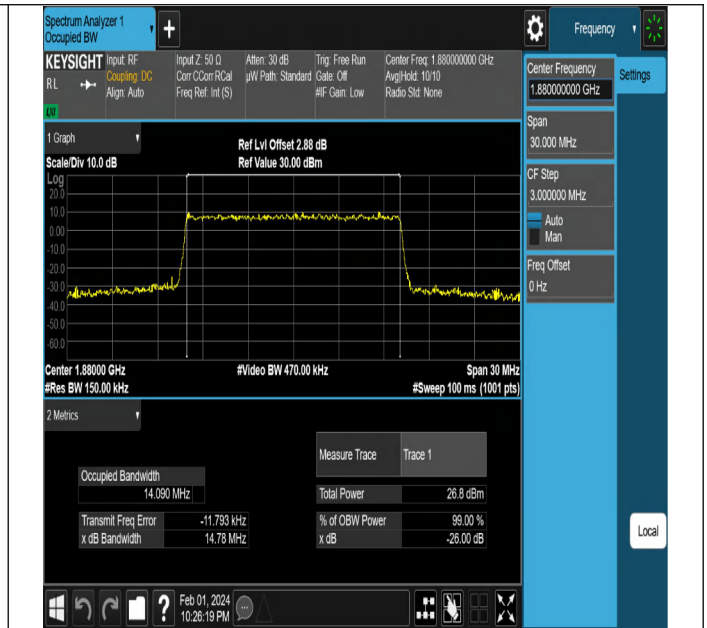 Spectrum Analyzer 1
Occupied BW
Frequency
KEYSIGHT
RL
LXI
Input: RF
Coupling: DC
Align: Auto
Input Z: 50 Ω
Corr CCorr RCal
Freq Ref: Int (S)
Atten: 30 dB
µW Path: Standard
Trig: Free Run
Gate: Off
#IF Gain: Low
Center Freq: 1.880000000 GHz
Avg|Hold: 10/10
Radio Std: None
Center Frequency
1.880000000 GHz
Settings
Span
30.000 MHz
CF Step
3.000000 MHz
Auto
Man
Freq Offset
0 Hz
Local
1 Graph
Scale/Div 10.0 dB
Ref Lvl Offset 2.88 dB
Ref Value 30.00 dBm
Log
20.0
10.0
0.00
-10.0
-20.0
-30.0
-40.0
-50.0
-60.0
Center 1.88000 GHz
#Res BW 150.00 kHz
#Video BW 470.00 kHz
Span 30 MHz
#Sweep 100 ms (1001 pts)
2 Metrics
Measure Trace Trace 1
Occupied Bandwidth
14.090 MHz
Total Power 26.8 dBm
Transmit Freq Error -11.793 kHz
% of OBW Power 99.00 %
x dB Bandwidth 14.78 MHz
x dB -26.00 dB
?
Feb 01, 2024
10:26:19 PM